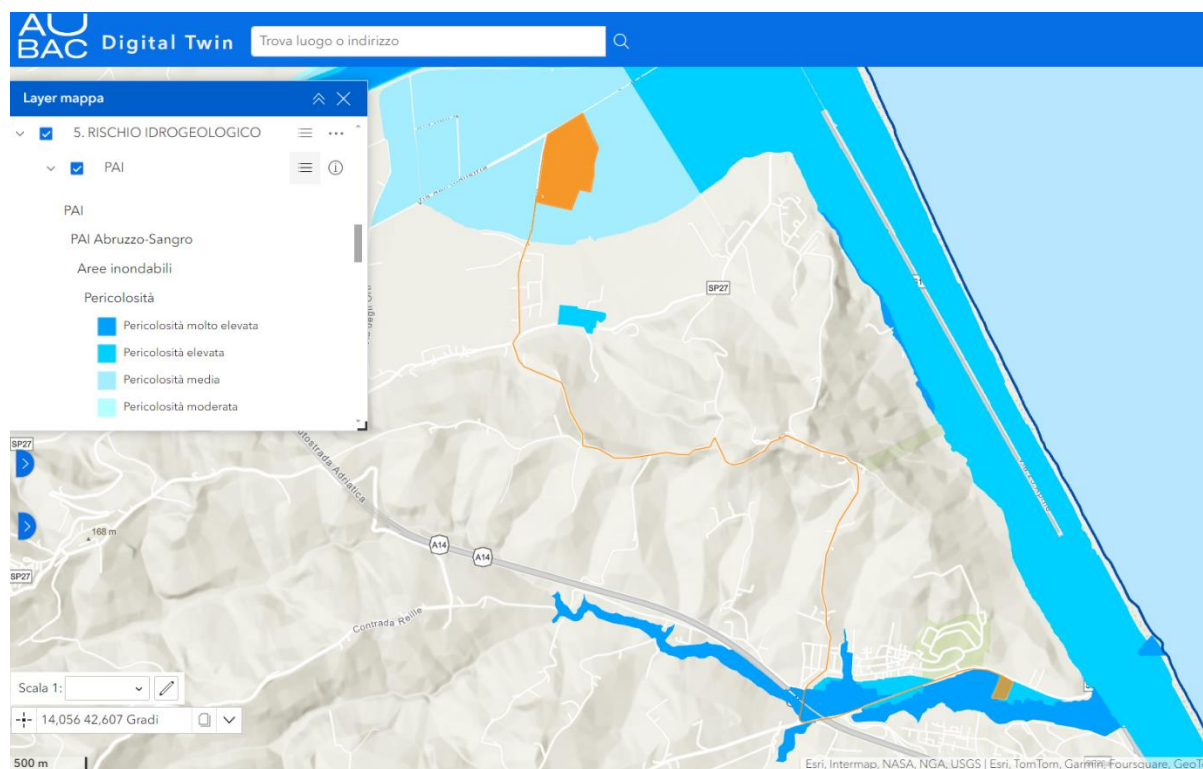 AU
BAC Digital Twin
Trova luogo o indirizzo
Layer mappa
5. RISCHIO IDROGEOLOGICO
PAI
PAI
PAI Abruzzo-Sangro
Aree inondabili
Pericolosità
Pericolosità molto elevata
Pericolosità elevata
Pericolosità media
Pericolosità moderata
SP27
SP27
Autostrada Adriatica
168 m
A14
A14
SP27
Contrada Reille
Scala 1:
14,056 42,607 Gradi
500 m
Esri, Intermap, NASA, NGA, USGS | Esri, TomTom, Garmin, Foursquare, GeoT